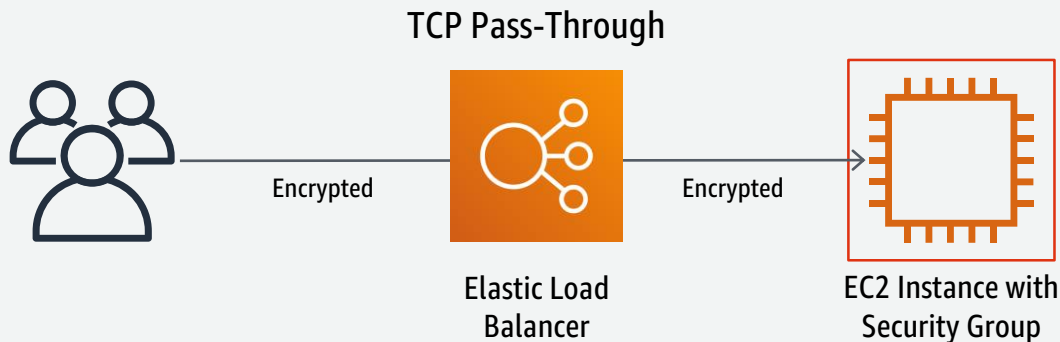 TCP Pass-Through
Encrypted
Encrypted
Elastic Load
Balancer
EC2 Instance with
Security Group